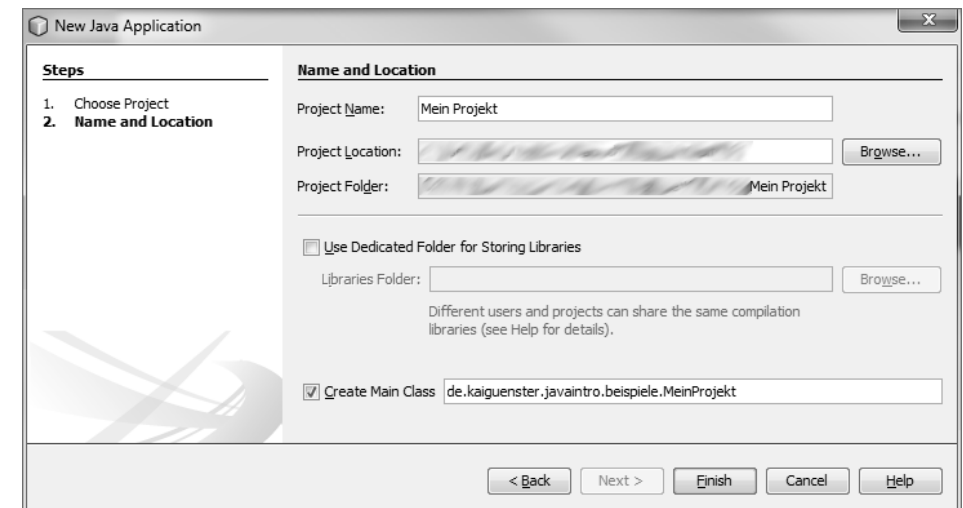 New Java Application
Steps
1. Choose Project
2. Name and Location
Name and Location
Project Name: Mein Projekt
Project Location: Browse...
Project Folder: Mein Projekt
Use Dedicated Folder for Storing Libraries
Libraries Folder: Browse...
Different users and projects can share the same compilation
libraries (see Help for details).
Create Main Class de.kaiguenster.javaintro.beispiele.MeinProjekt
< Back Next > Finish Cancel Help